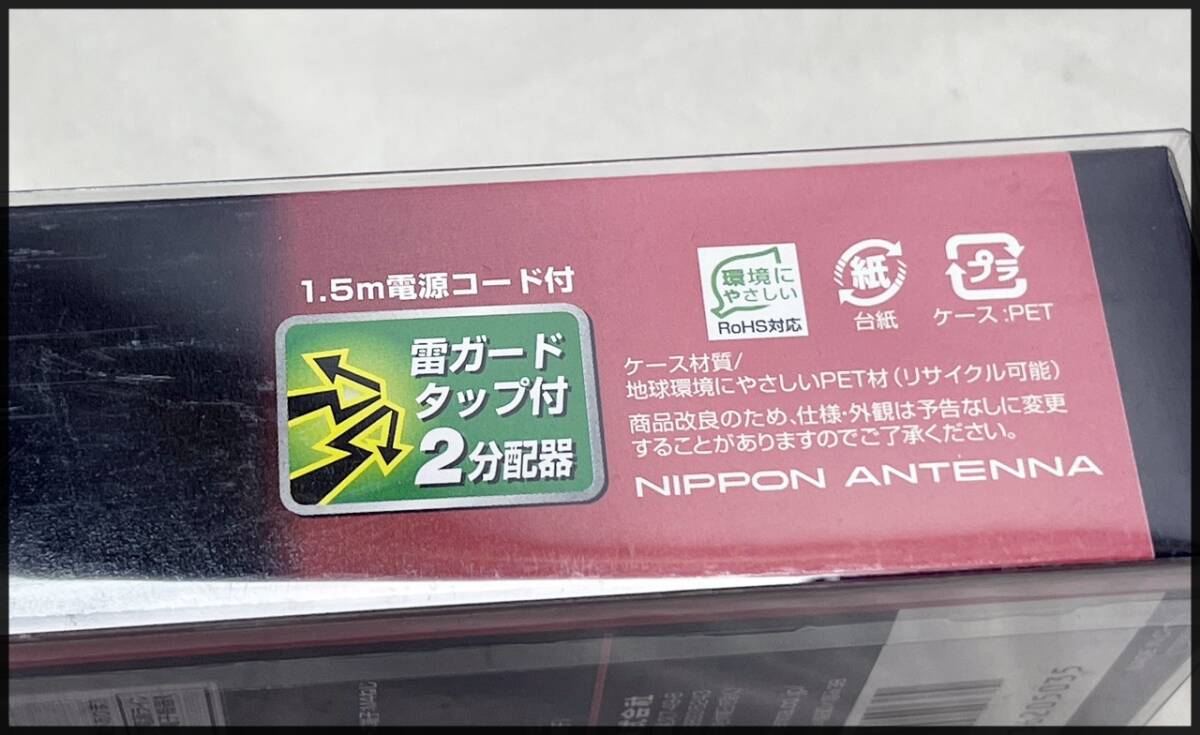 1.5m電源コード付
雷ガード
タップ付
2分配器
環境に
やさしい
RoHS対応
紙
台紙
プラ
ケース:PET
ケース材質/
地球環境にやさしいPET材(リサイクル可能)
商品改良のため、仕様・外観は予告なしに変更
することがありますのでご了承ください。
NIPPON ANTENNA